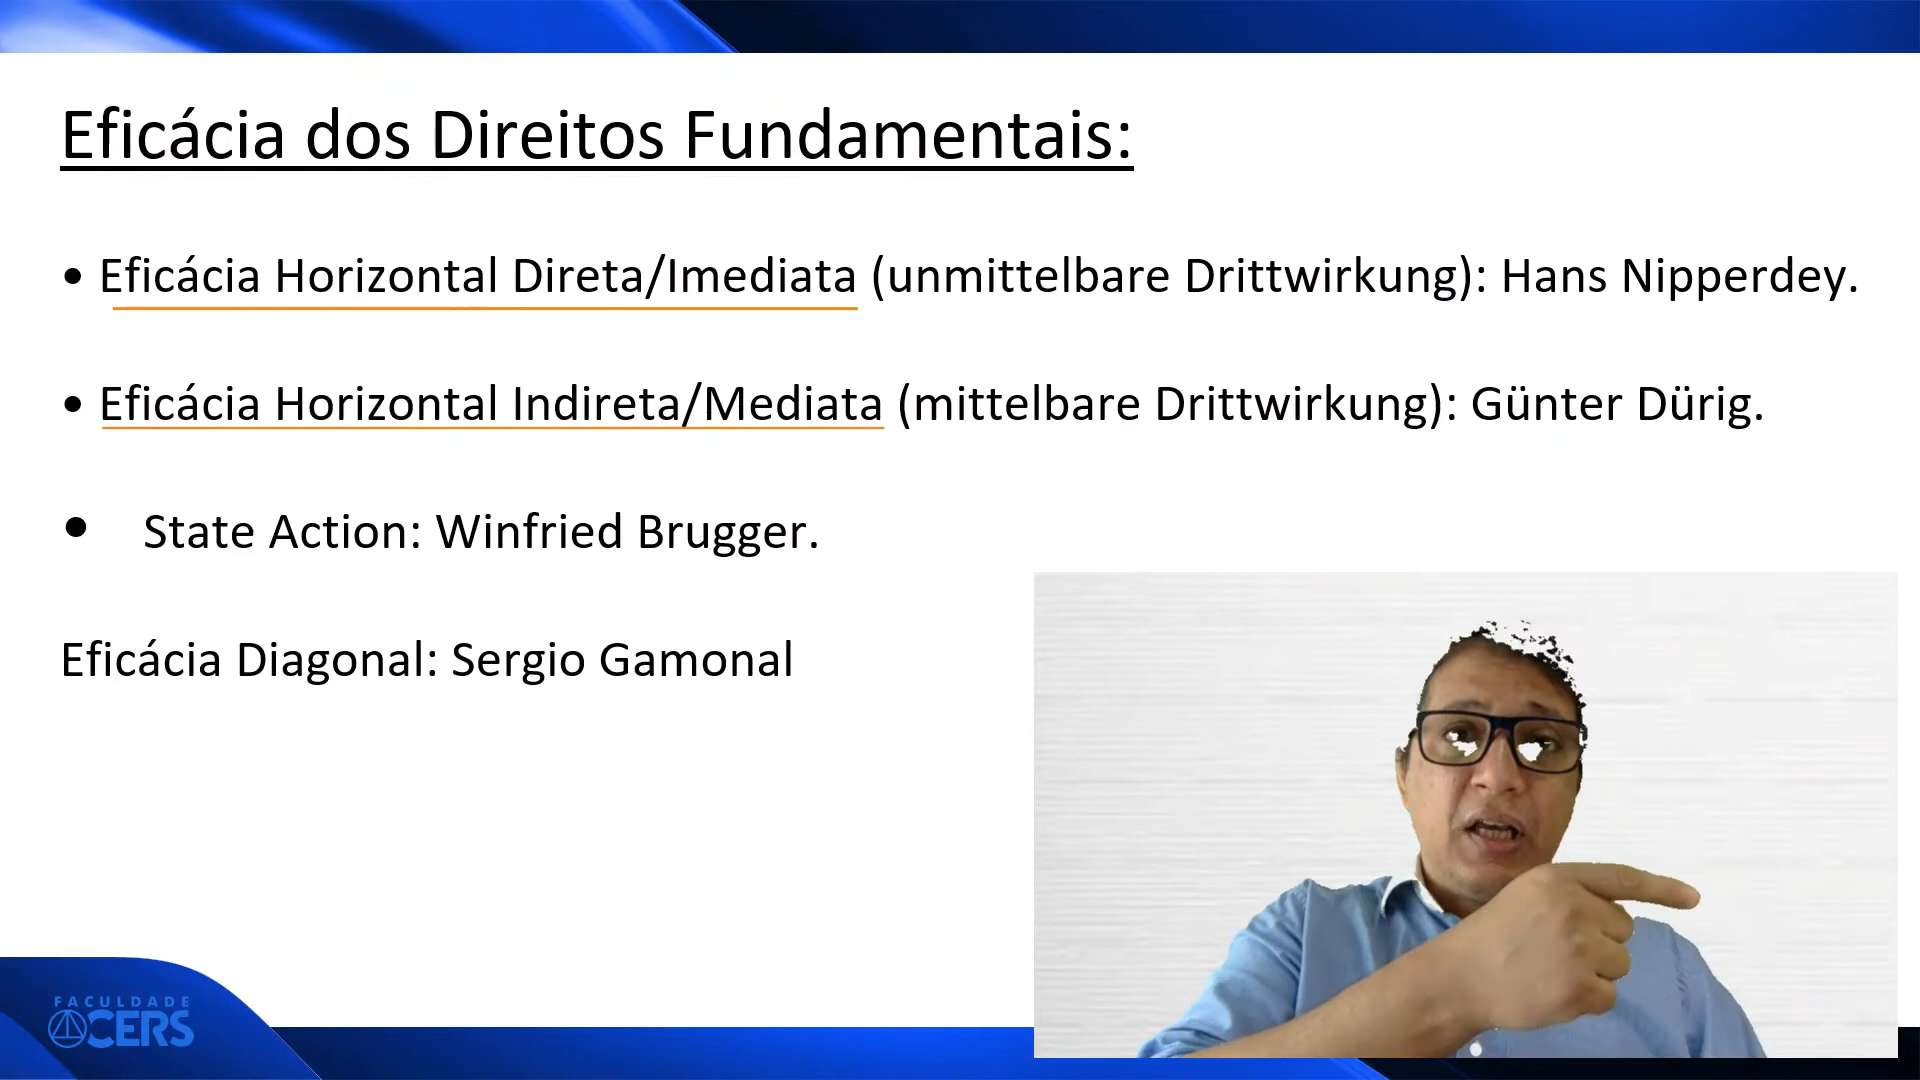 Eficácia dos Direitos Fundamentais:
• Eficácia Horizontal Direta/Imediata (unmittelbare Drittwirkung): Hans Nipperdey.
• Eficácia Horizontal Indireta/Mediata (mittelbare Drittwirkung): Günter Dürig.
• State Action: Winfried Brugger.
Eficácia Diagonal: Sergio Gamonal
FACULDADE
CERS